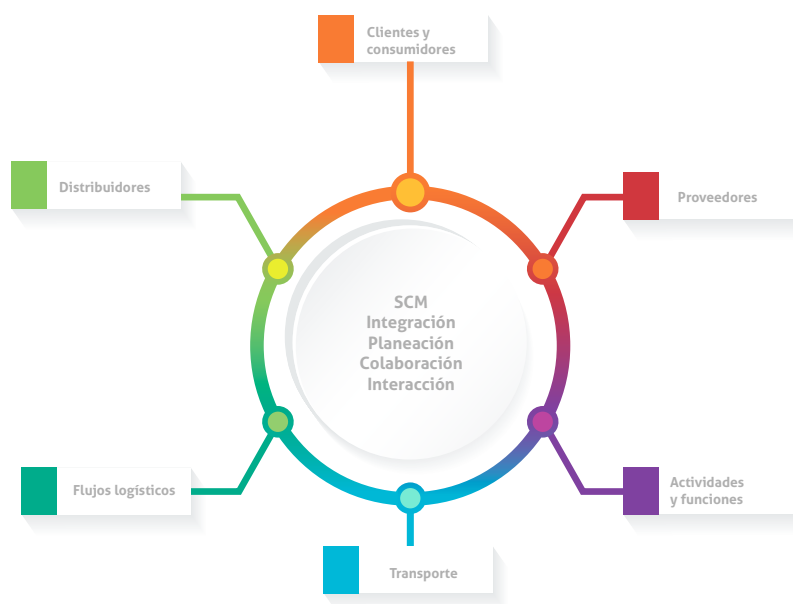 Clientes y
consumidores
Distribuidores
Proveedores
SCM
Integración
Planeación
Colaboración
Interacción
Flujos logísticos
Actividades
y funciones
Transporte